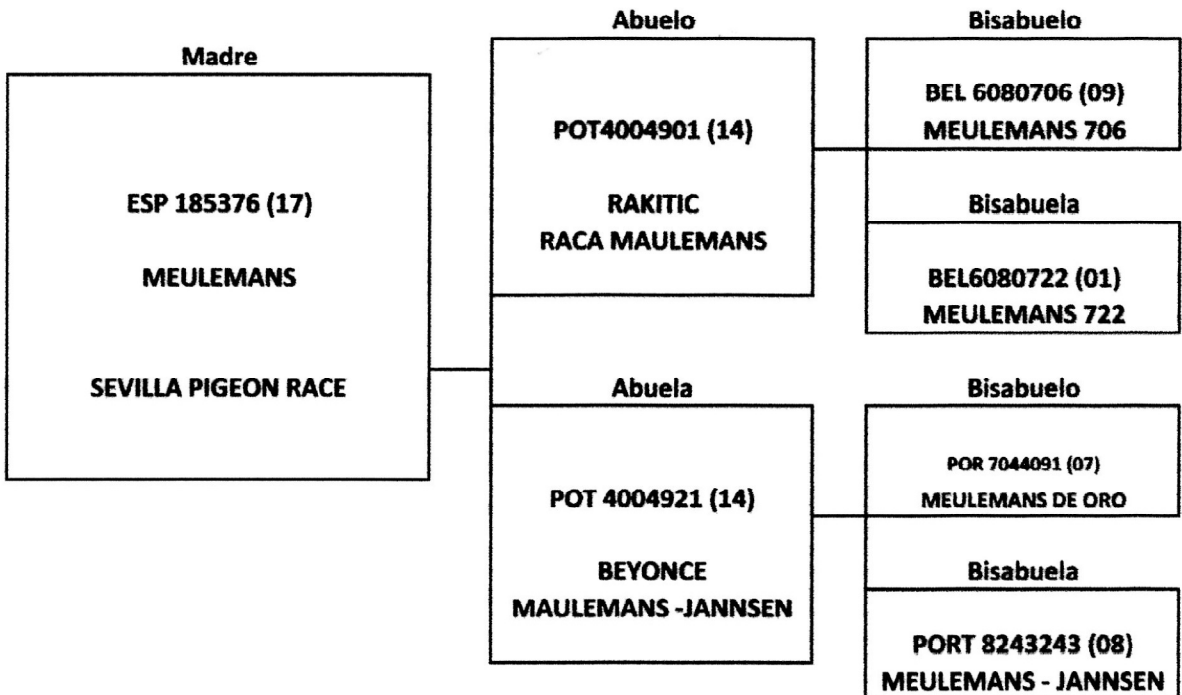 Madre
ESP 185376 (17)
MEULEMANS
SEVILLA PIGEON RACE
Abuelo
POT4004901 (14)
RAKITIC
RACA MAULEMANS
Abuela
POT 4004921 (14)
BEYONCE
MAULEMANS -JANNSEN
Bisabuelo
BEL 6080706 (09)
MEULEMANS 706
Bisabuela
BEL6080722 (01)
MEULEMANS 722
Bisabuelo
POR 7044091 (07)
MEULEMANS DE ORO
Bisabuela
PORT 8243243 (08)
MEULEMANS - JANNSEN